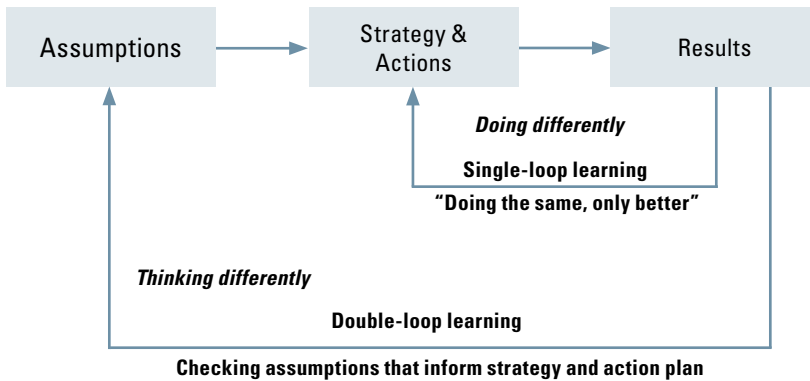 Assumptions
Strategy &
Actions
Results
Doing differently
Single-loop learning
“Doing the same, only better”
Thinking differently
Double-loop learning
Checking assumptions that inform strategy and action plan